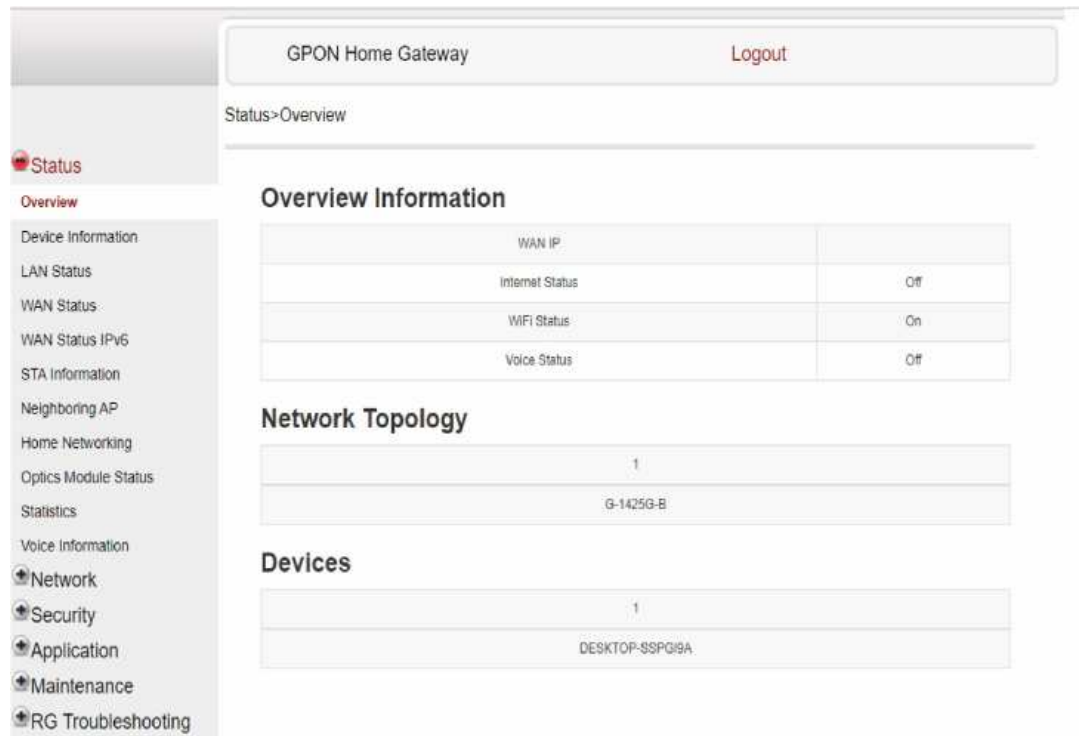 GPON Home Gateway
Logout
Status>Overview
Status
Overview
Device Information
LAN Status
WAN Status
WAN Status IPv6
STA Information
Neighboring AP
Home Networking
Optics Module Status
Statistics
Voice Information
Network
Security
Application
Maintenance
RG Troubleshooting
Overview Information
WAN IP
Internet Status Off
WiFi Status On
Voice Status Off
Network Topology
1
G-1425G-B
Devices
1
DESKTOP-SSPGI9A